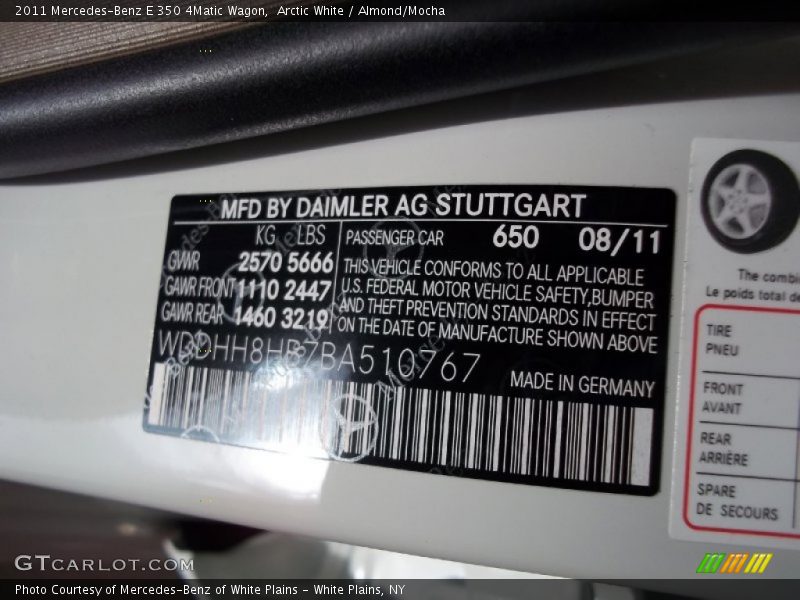 2011 Mercedes-Benz E 350 4Matic Wagon, Arctic White / Almond/Mocha
MFD BY DAIMLER AG STUTTGART
KG LBS
GWR 2570 5666
GAWR FRONT 1110 2447
GAWR REAR 1460 3219
PASSENGER CAR 650 08/11
THIS VEHICLE CONFORMS TO ALL APPLICABLE
U.S. FEDERAL MOTOR VEHICLE SAFETY, BUMPER
AND THEFT PREVENTION STANDARDS IN EFFECT
ON THE DATE OF MANUFACTURE SHOWN ABOVE
WDDHH8HB7BA510767
MADE IN GERMANY
The combi
Le poids total de
TIRE
PNEU
FRONT
AVANT
REAR
ARRIÈRE
SPARE
DE SECOURS
GTCARLOT.COM
Photo Courtesy of Mercedes-Benz of White Plains - White Plains, NY